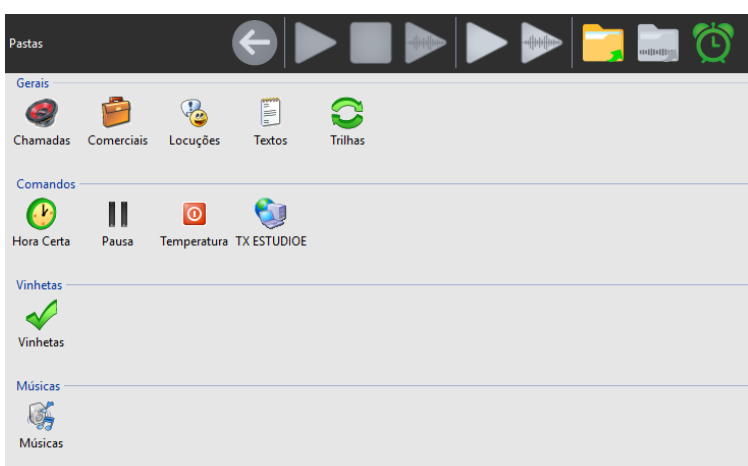 Pastas
Gerais
Chamadas Comerciais Locuções Textos Trilhas
Comandos
Hora Certa Pausa Temperatura TX ESTUDIOE
Vinhetas
Vinhetas
Músicas
Músicas